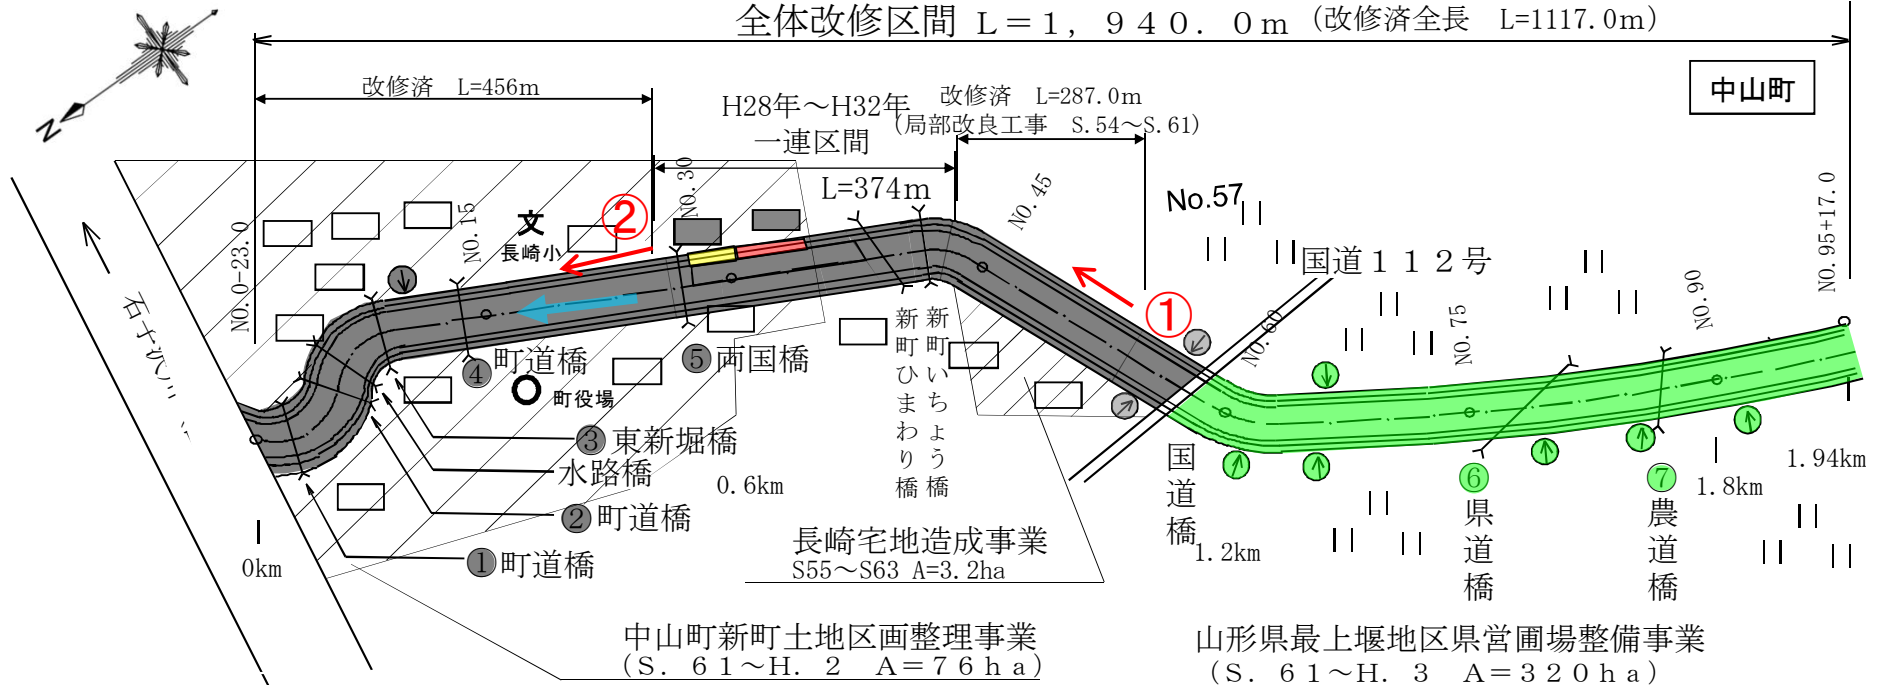 全体改修区間 L＝1，940．0m (改修済全長　L=1117.0m)
中山町
N
改修済　L=456m
H28年～H32年
一連区間
改修済　L=287.0m
(局部改良工事　S.54～S.61)
L=374m
NO.0-23.0
NO.15
NO.30
NO.45
No.57
NO.60
NO.75
NO.90
NO.95+17.0
文
長崎小
②
①
国道１１２号
④町道橋
⑤両国橋
町役場
新町ひまわり橋
新町いちょう橋
③東新堀橋
水路橋
②町道橋
①町道橋
国道橋
⑥県道橋
⑦農道橋
0km
0.6km
1.2km
1.8km
1.94km
長崎宅地造成事業
S55～S63 A=3.2ha
中山町新町土地区画整理事業
（S．６１～H．２　A＝７６ｈａ）
山形県最上堰地区県営圃場整備事業
（S．６１～H．３　A＝３２０ｈａ）